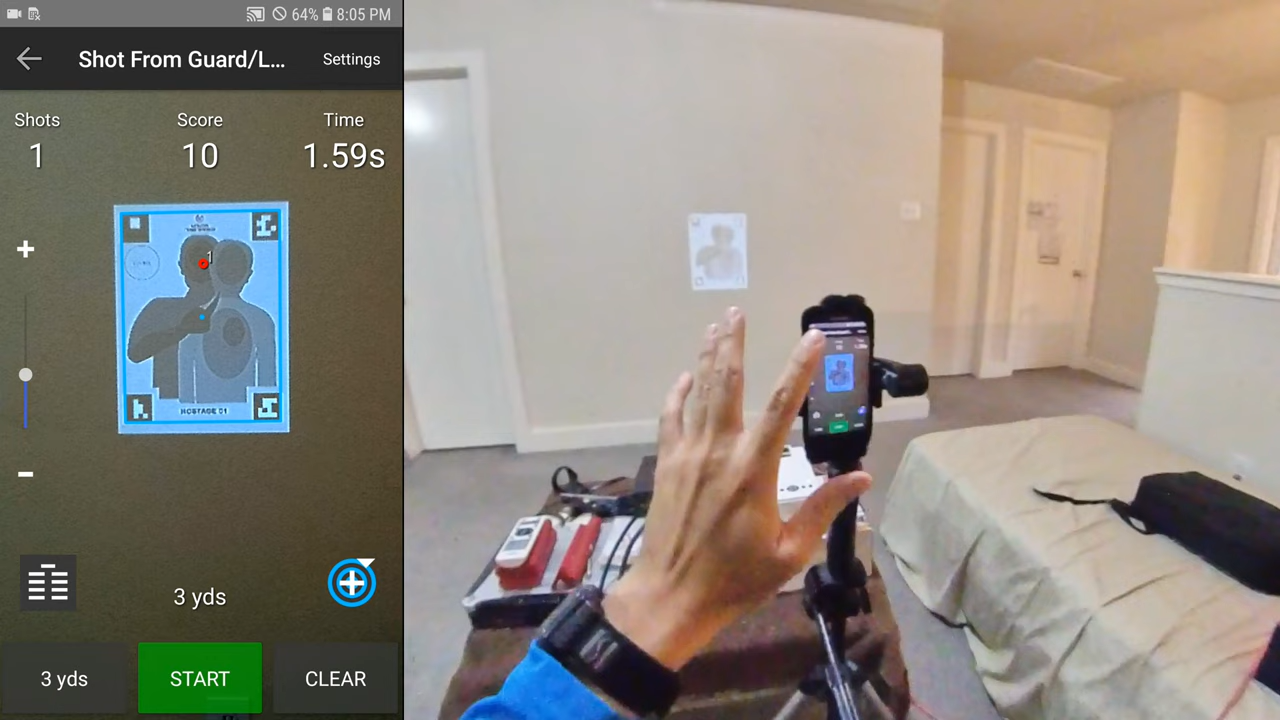 64% 8:05 PM
Shot From Guard/L... Settings
Shots Score Time
1 10 1.59s
1
HOSTAGE 01
3 yds
3 yds START CLEAR